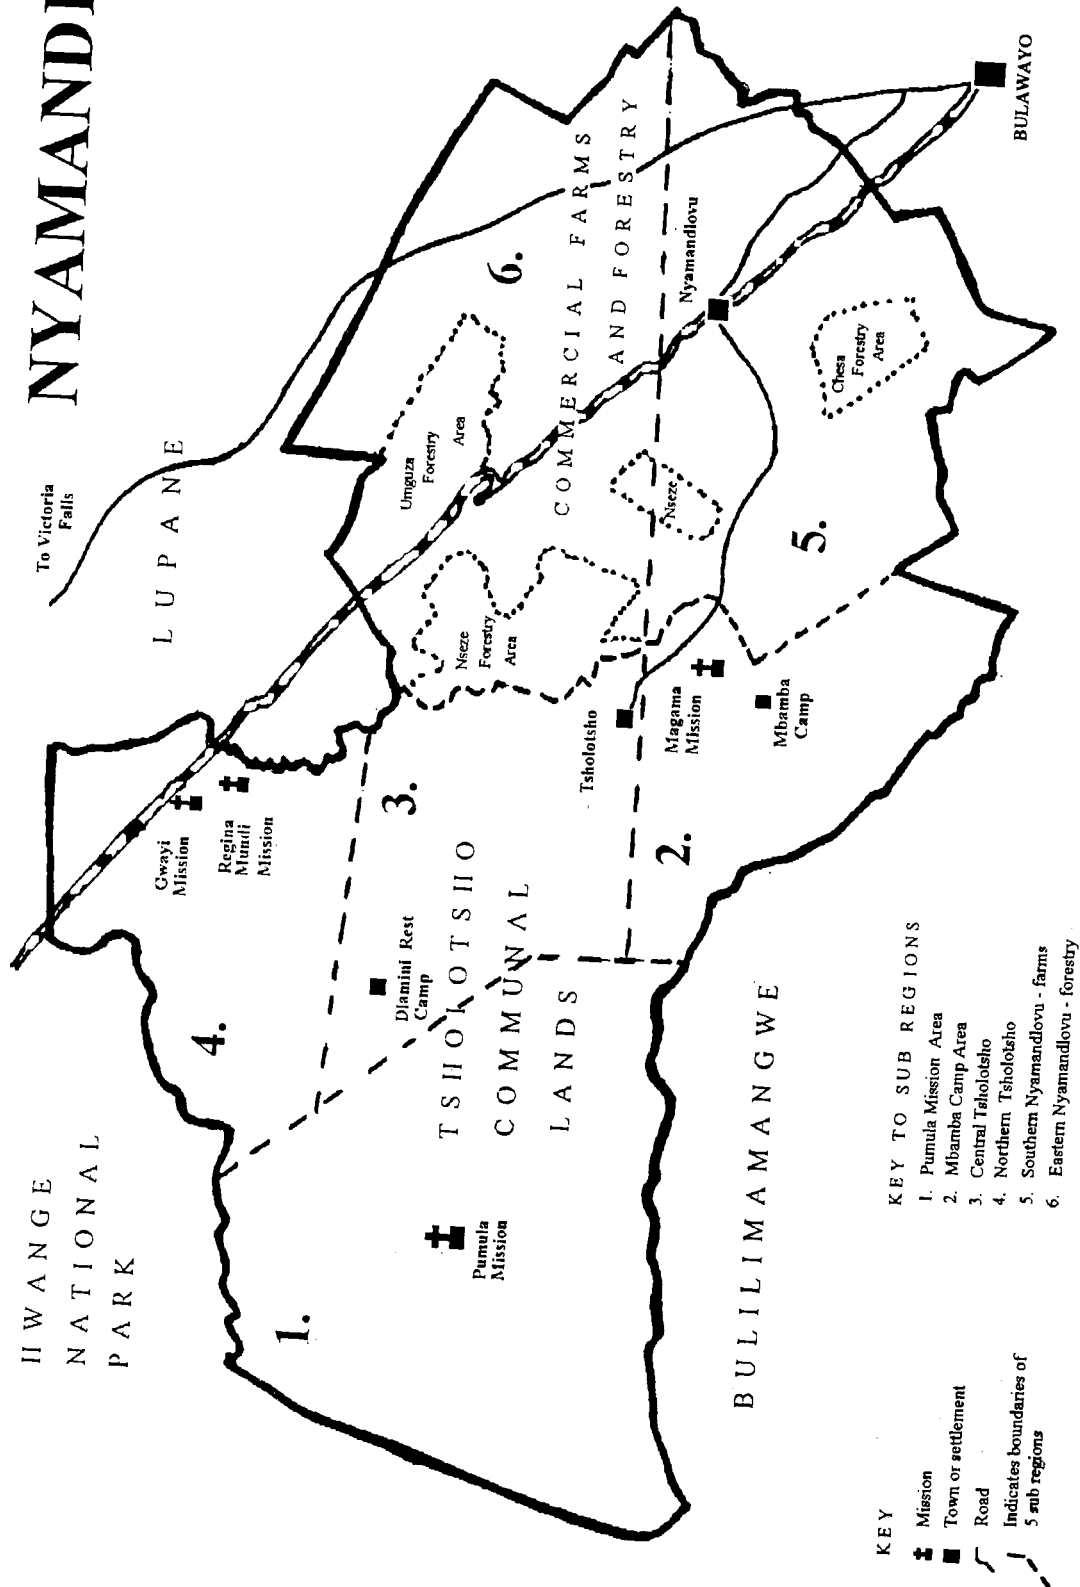 NYAMANDL
HWANGE
NATIONAL
PARK
LUPANE
To Victoria
Falls
Gwayi
Mission
Regina
Mundi
Mission
4.
3.
6.
Umguza
Forestry
Area
Nseze
Forestry
Area
COMMERCIAL FARMS
AND FORESTRY
Dlamini Rest
Camp
TSHOLOTSHO
COMMUNAL
LANDS
1.
Pumula
Mission
Tsholotsho
Nseze
Nyamandlovu
2.
Magama
Mission
Mbamba
Camp
5.
Chesa
Forestry
Area
BULAWAYO
BULILIMAMANGWE
KEY
Mission
Town or settlement
Road
Indicates boundaries of
5 sub regions
KEY TO SUB REGIONS
1. Pumula Mission Area
2. Mbamba Camp Area
3. Central Tsholotsho
4. Northern Tsholotsho
5. Southern Nyamandlovu - farms
6. Eastern Nyamandlovu - forestry